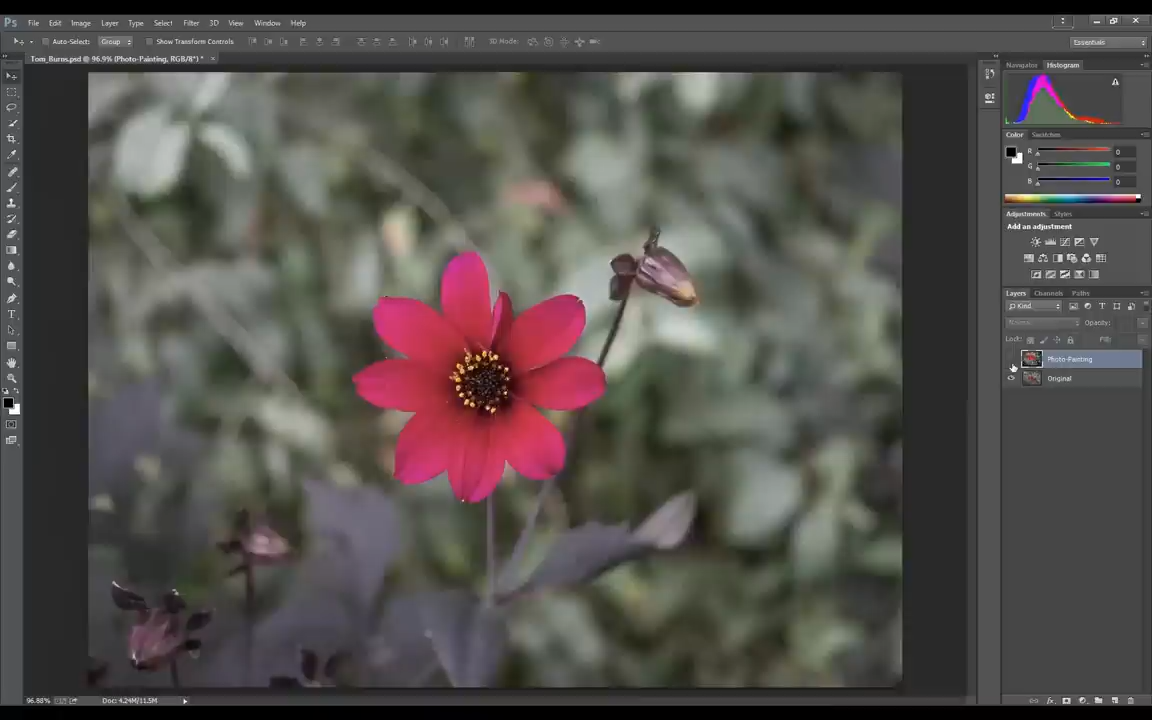 Ps File Edit Image Layer Type Select Filter 3D View Window Help
Auto-Select: Group Show Transform Controls 3D Mode: Essentials
Tom_Burns.psd @ 96.9% (Photo-Painting, RGB/8*) * ×
Navigator Histogram
Color Swatches
R 0
G 0
B 0
Adjustments Styles
Add an adjustment
Layers Channels Paths
Kind
Normal Opacity:
Lock: Fill:
Photo-Painting
Original
96.88% Doc: 4.24M/11.5M